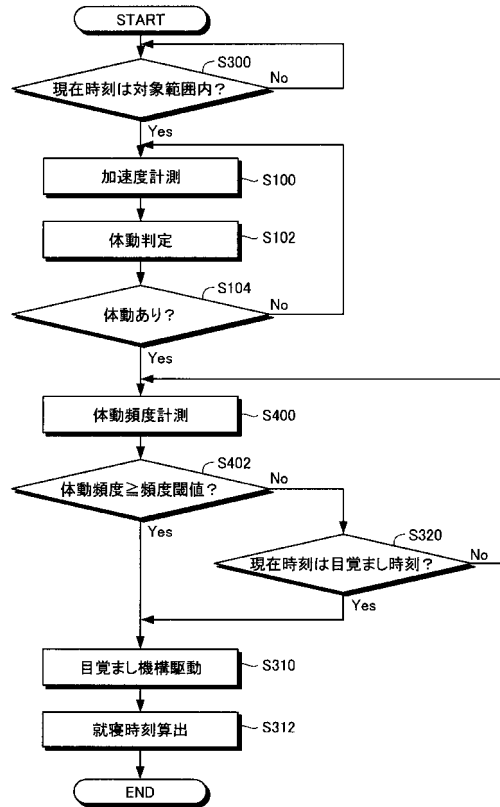 START
S300
現在時刻は対象範囲内?
No
Yes
加速度計測
S100
体動判定
S102
S104
体動あり?
No
Yes
体動頻度計測
S400
S402
体動頻度≧頻度閾値?
No
Yes
S320
現在時刻は目覚まし時刻?
No
Yes
目覚まし機構駆動
S310
就寝時刻算出
S312
END